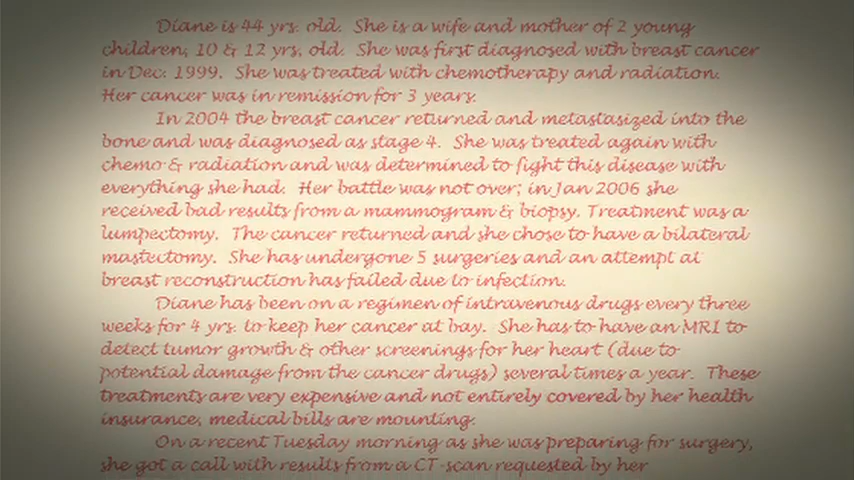 Diane is 44 yrs. old. She is a wife and mother of 2 young
children, 10 & 12 yrs, old. She was first diagnosed with breast cancer
in Dec. 1999. She was treated with chemotherapy and radiation.
Her cancer was in remission for 3 years.
In 2004 the breast cancer returned and metastasized into the
bone and was diagnosed as stage 4. She was treated again with
chemo & radiation and was determined to fight this disease with
everything she had. Her battle was not over; in Jan 2006 she
received bad results from a mammogram & biopsy. Treatment was a
lumpectomy. The cancer returned and she chose to have a bilateral
mastectomy. She has undergone 5 surgeries and an attempt at
breast reconstruction has failed due to infection.
Diane has been on a regimen of intravenous drugs every three
weeks for 4 yrs. to keep her cancer at bay. She has to have an MRI to
detect tumor growth & other screenings for her heart (due to
potential damage from the cancer drugs) several times a year. These
treatments are very expensive and not entirely covered by her health
insurance, medical bills are mounting.
On a recent Tuesday morning as she was preparing for surgery,
she got a call with results from a CT-scan requested by her